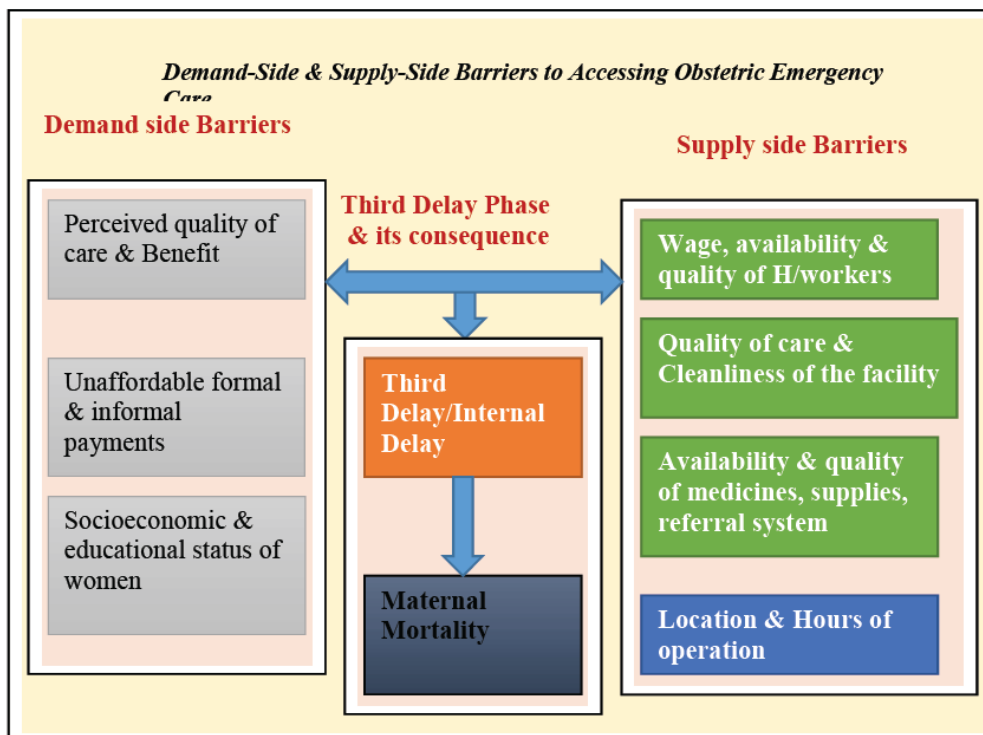 Demand-Side & Supply-Side Barriers to Accessing Obstetric Emergency
Care
Demand side Barriers
Supply side Barriers
Third Delay Phase
& its consequence
Perceived quality of
care & Benefit
Unaffordable formal
& informal
payments
Socioeconomic &
educational status of
women
Third
Delay/Internal
Delay
Maternal
Mortality
Wage, availability &
quality of H/workers
Quality of care &
Cleanliness of the facility
Availability & quality
of medicines, supplies,
referral system
Location & Hours of
operation